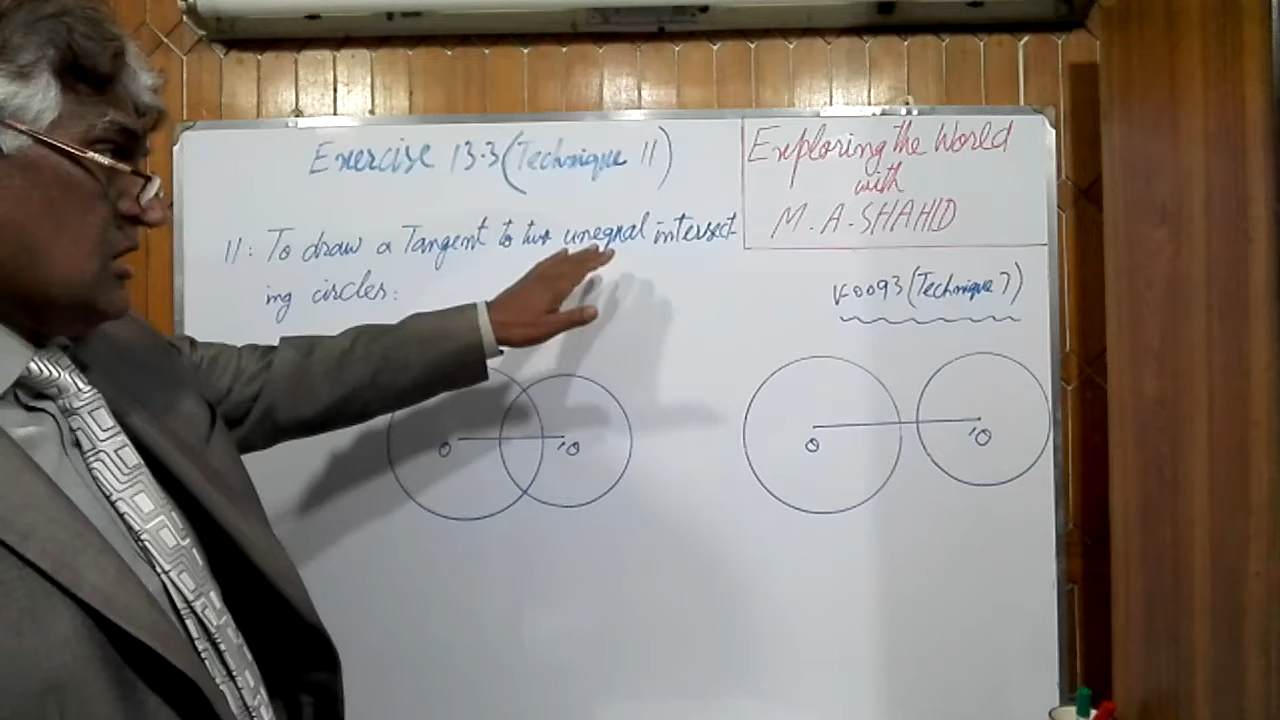 Exercise 13.3 (Technique 11)
Exploring the World
with
M. A. SHAHID
11: To draw a Tangent to two unequal intersect-
ing circles:
V0093 (Technique 7)
O 'O
O 'O